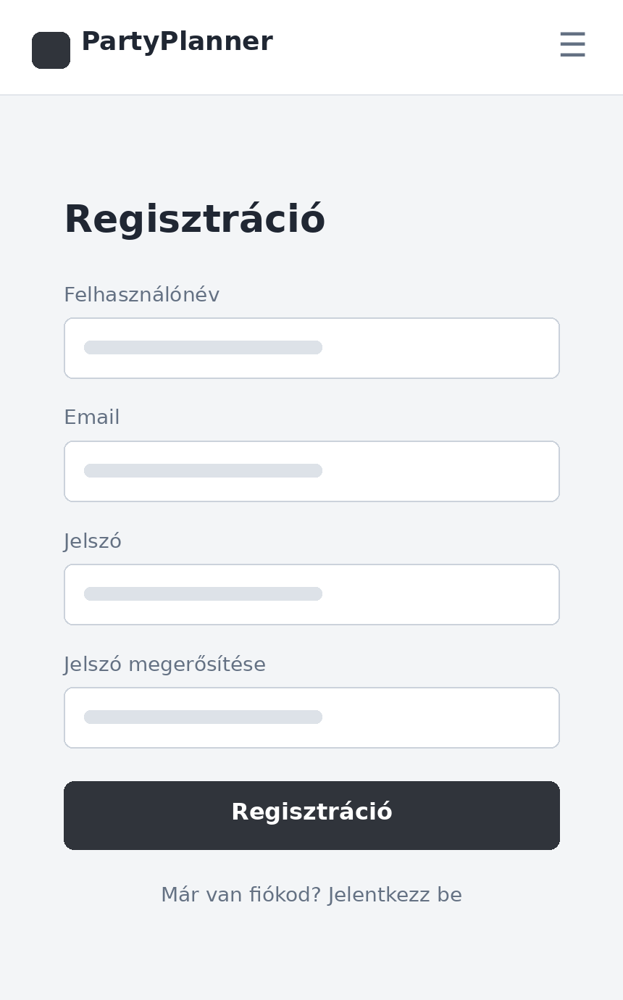 PartyPlanner
Regisztráció
Felhasználónév
Email
Jelszó
Jelszó megerősítése
Regisztráció
Már van fiókod? Jelentkezz be